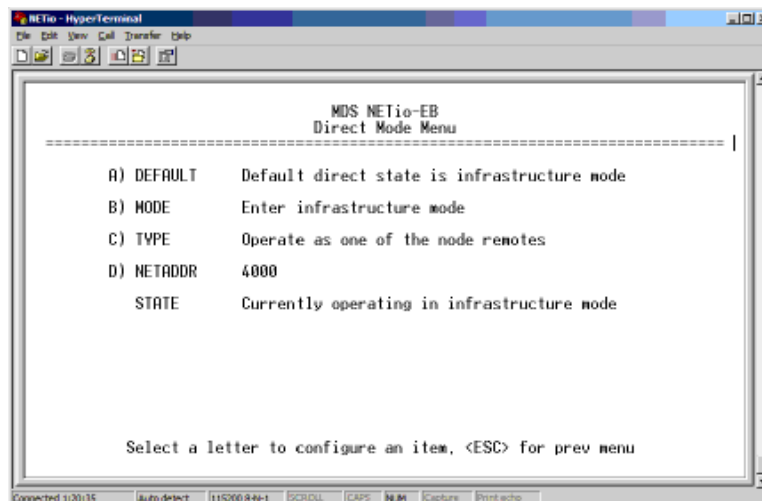 NETio - HyperTerminal
File Edit View Call Transfer Help
MDS NETio-EB
Direct Mode Menu
==========================================================================
A) DEFAULT Default direct state is infrastructure mode
B) MODE Enter infrastructure mode
C) TYPE Operate as one of the node remotes
D) NETADDR 4000
STATE Currently operating in infrastructure mode
Select a letter to configure an item, <ESC> for prev menu
Connected 1:20:35 Auto detect 115200 8-N-1 SCROLL CAPS NUM Capture Print echo